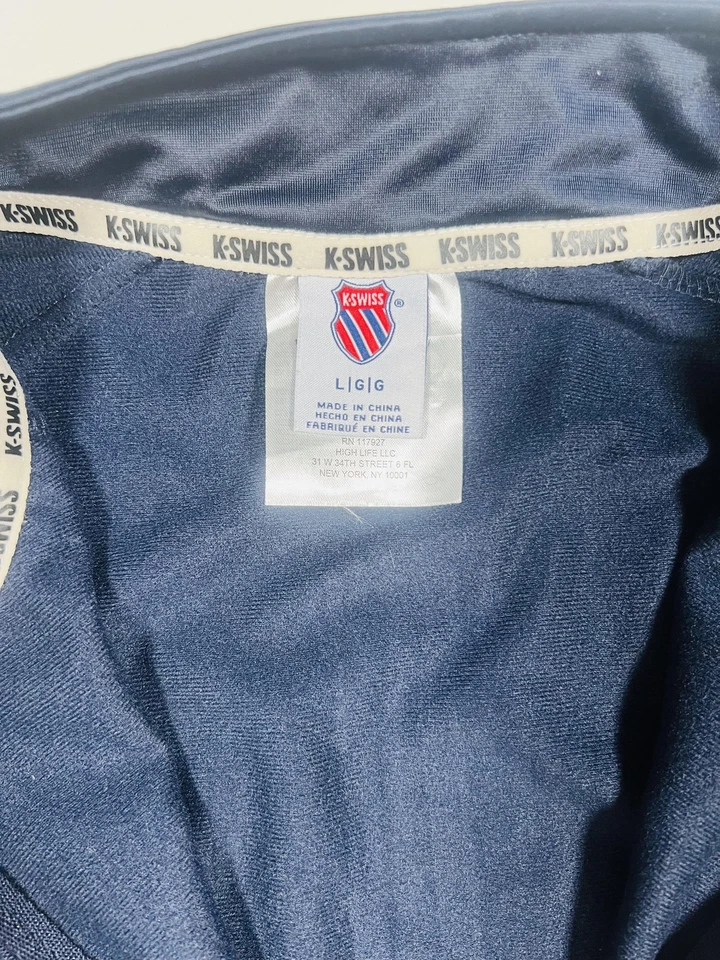 K·SWISS K·SWISS K·SWISS K·SWISS K·SWISS K·SWISS K·SWISS
K·SWISS
®
L|G|G
MADE IN CHINA
HECHO EN CHINA
FABRIQUÉ EN CHINE
RN 117927
HIGH LIFE LLC
31 W 34TH STREET 6 FL
NEW YORK, NY 10001
K·SWISS
SWISS